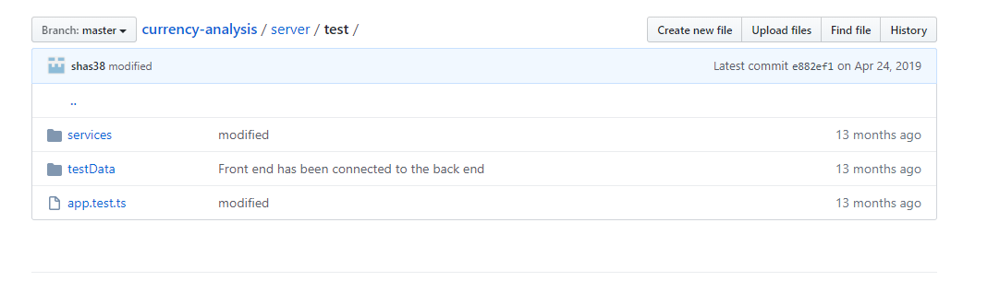 Branch: master currency-analysis / server / test / Create new file Upload files Find file History
shas38 modified Latest commit e882ef1 on Apr 24, 2019
..
services modified 13 months ago
testData Front end has been connected to the back end 13 months ago
app.test.ts modified 13 months ago